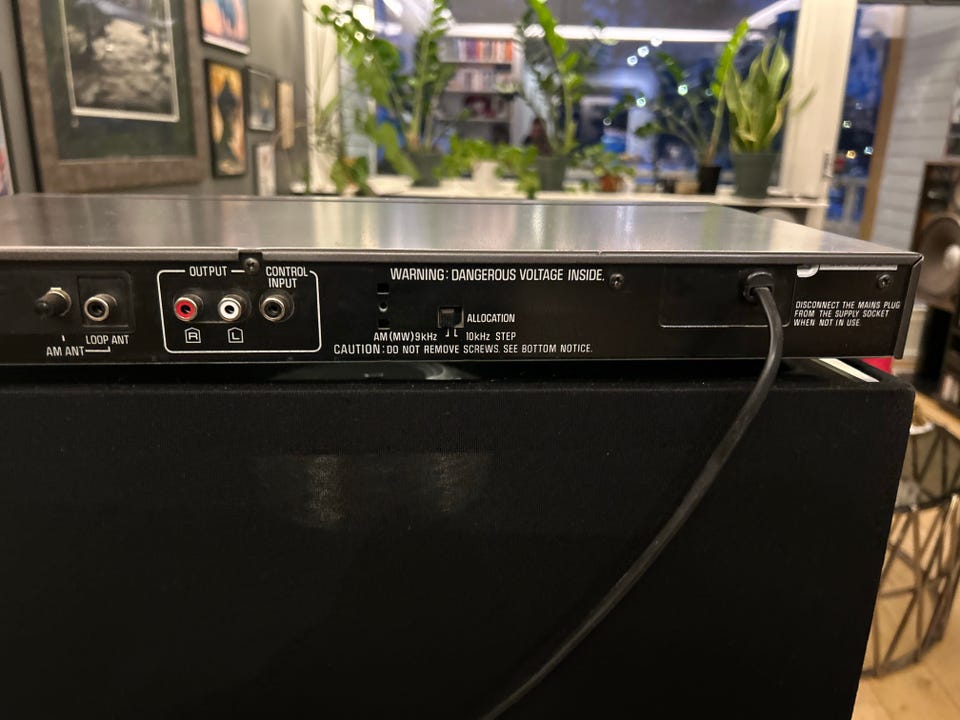 AM ANT
LOOP ANT
OUTPUT
R
L
CONTROL
INPUT
WARNING: DANGEROUS VOLTAGE INSIDE.
ALLOCATION
AM(MW)9kHz
10kHz STEP
CAUTION: DO NOT REMOVE SCREWS. SEE BOTTOM NOTICE.
DISCONNECT THE MAINS PLUG
FROM THE SUPPLY SOCKET
WHEN NOT IN USE.